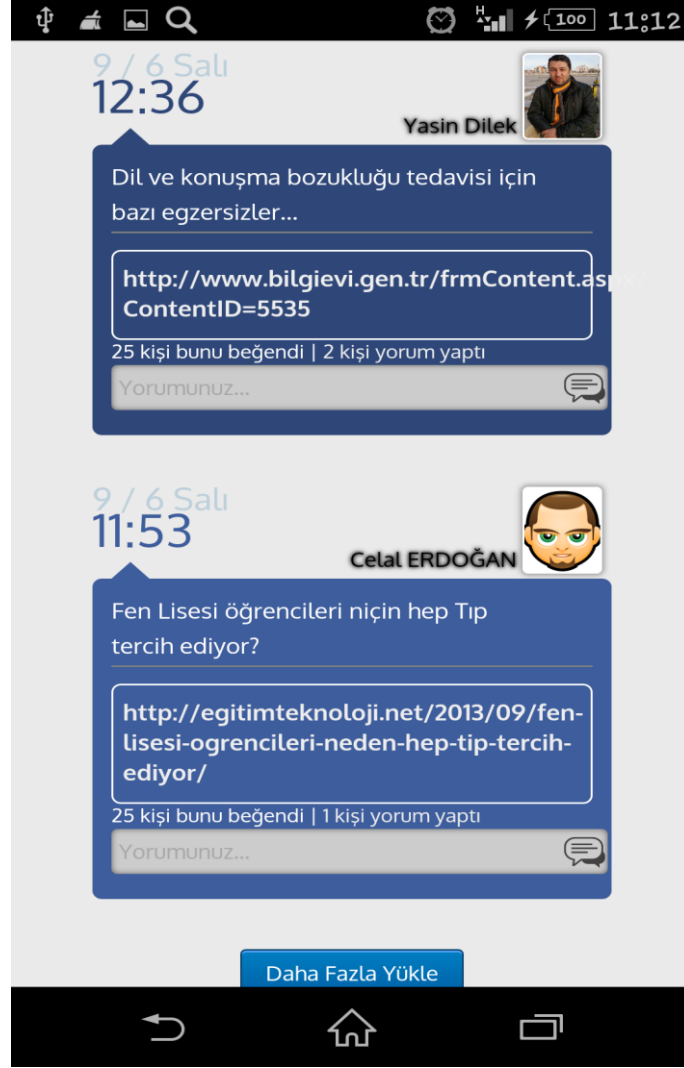 H 100 11:12
9 / 6 Salı
12:36
Yasin Dilek
Dil ve konuşma bozukluğu tedavisi için
bazı egzersizler...
http://www.bilgievi.gen.tr/frmContent.aspx?
ContentID=5535
25 kişi bunu beğendi | 2 kişi yorum yaptı
Yorumunuz...
9 / 6 Salı
11:53
Celal ERDOĞAN
Fen Lisesi öğrencileri niçin hep Tıp
tercih ediyor?
http://egitimteknoloji.net/2013/09/fen-
lisesi-ogrencileri-neden-hep-tip-tercih-
ediyor/
25 kişi bunu beğendi | 1 kişi yorum yaptı
Yorumunuz...
Daha Fazla Yükle